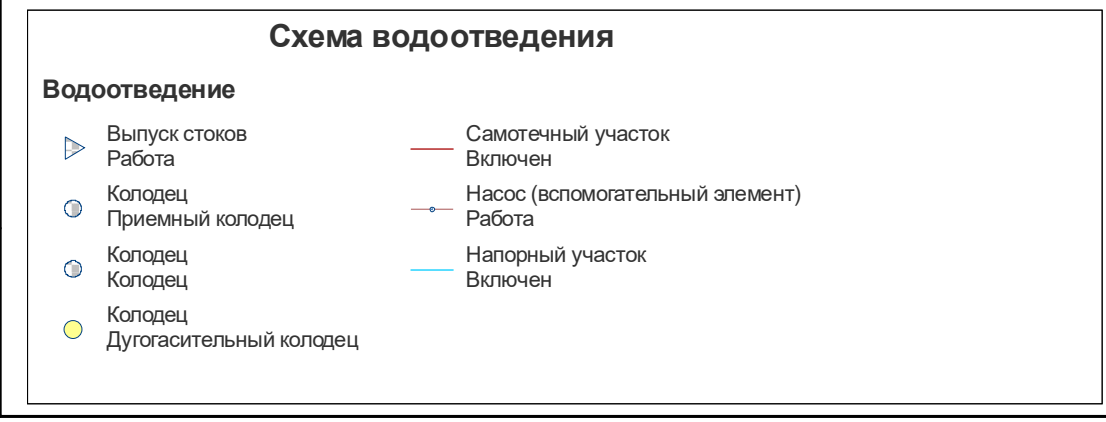 Схема водоотведения
Водоотведение
Выпуск стоков
Работа
Колодец
Приемный колодец
Колодец
Колодец
Колодец
Дугогасительный колодец
Самотечный участок
Включен
Насос (вспомогательный элемент)
Работа
Напорный участок
Включен